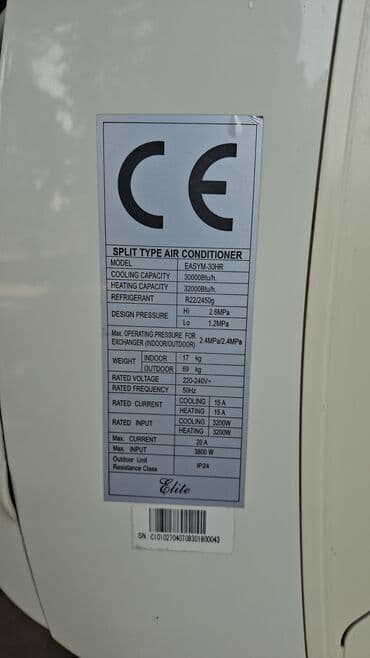 CE
SPLIT TYPE AIR CONDITIONER
MODEL EASYM-30HR
COOLING CAPACITY 30000Btu/h.
HEATING CAPACITY 32000Btu/h.
REFRIGERANT R22/2450g
DESIGN PRESSURE Hi 2.6MPa
Lo 1.2MPa
Max. OPERATING PRESSURE FOR
EXCHANGER (INDOOR/OUTDOOR) 2.4MPa/2.4MPa
WEIGHT INDOOR 17 kg
OUTDOOR 69 kg
RATED VOLTAGE 220-240V~
RATED FREQUENCY 50Hz
RATED CURRENT COOLING 15 A
HEATING 15 A
RATED INPUT COOLING 3200W
HEATING 3200W
Max. CURRENT 20 A
Max. INPUT 3800 W
Outdoor Unit
Resistance Class IP24
Elite
SN C101027040708301800043